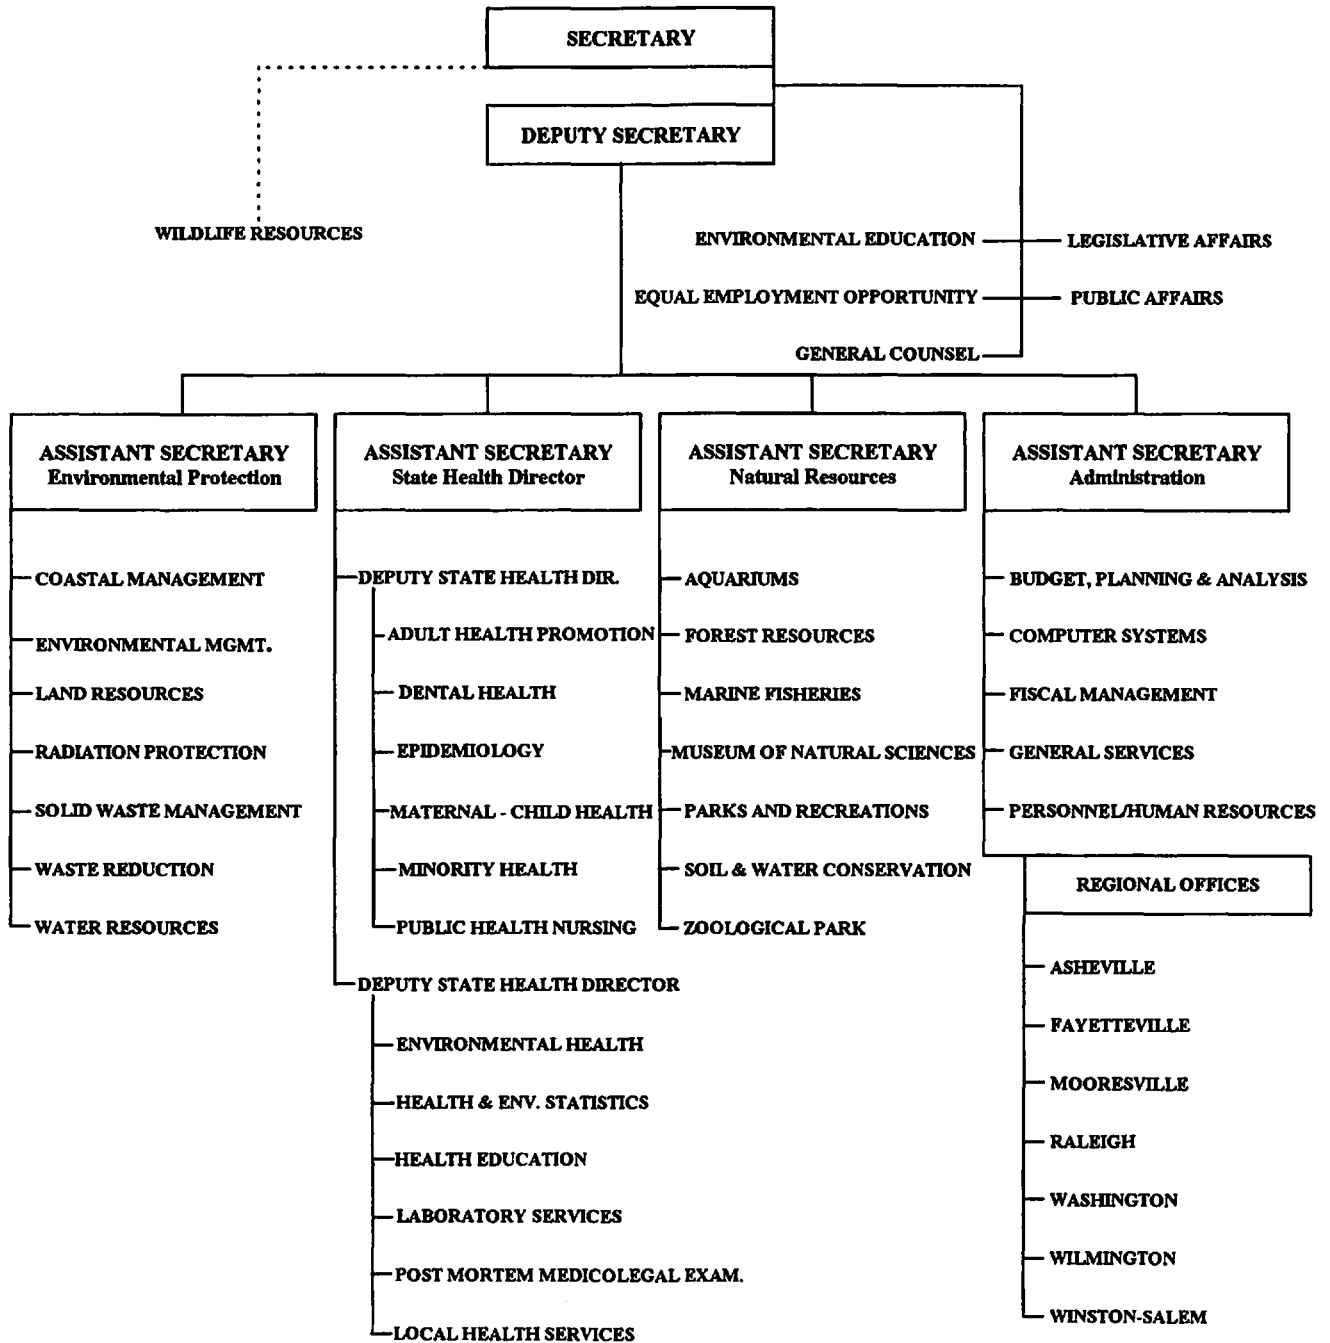 SECRETARY
DEPUTY SECRETARY
WILDLIFE RESOURCES
ENVIRONMENTAL EDUCATION
LEGISLATIVE AFFAIRS
EQUAL EMPLOYMENT OPPORTUNITY
PUBLIC AFFAIRS
GENERAL COUNSEL
ASSISTANT SECRETARY
Environmental Protection
COASTAL MANAGEMENT
ENVIRONMENTAL MGMT.
LAND RESOURCES
RADIATION PROTECTION
SOLID WASTE MANAGEMENT
WASTE REDUCTION
WATER RESOURCES
ASSISTANT SECRETARY
State Health Director
DEPUTY STATE HEALTH DIR.
ADULT HEALTH PROMOTION
DENTAL HEALTH
EPIDEMIOLOGY
MATERNAL - CHILD HEALTH
MINORITY HEALTH
PUBLIC HEALTH NURSING
DEPUTY STATE HEALTH DIRECTOR
ENVIRONMENTAL HEALTH
HEALTH & ENV. STATISTICS
HEALTH EDUCATION
LABORATORY SERVICES
POST MORTEM MEDICOLEGAL EXAM.
LOCAL HEALTH SERVICES
ASSISTANT SECRETARY
Natural Resources
AQUARIUMS
FOREST RESOURCES
MARINE FISHERIES
MUSEUM OF NATURAL SCIENCES
PARKS AND RECREATIONS
SOIL & WATER CONSERVATION
ZOOLOGICAL PARK
ASSISTANT SECRETARY
Administration
BUDGET, PLANNING & ANALYSIS
COMPUTER SYSTEMS
FISCAL MANAGEMENT
GENERAL SERVICES
PERSONNEL/HUMAN RESOURCES
REGIONAL OFFICES
ASHEVILLE
FAYETTEVILLE
MOORESVILLE
RALEIGH
WASHINGTON
WILMINGTON
WINSTON-SALEM